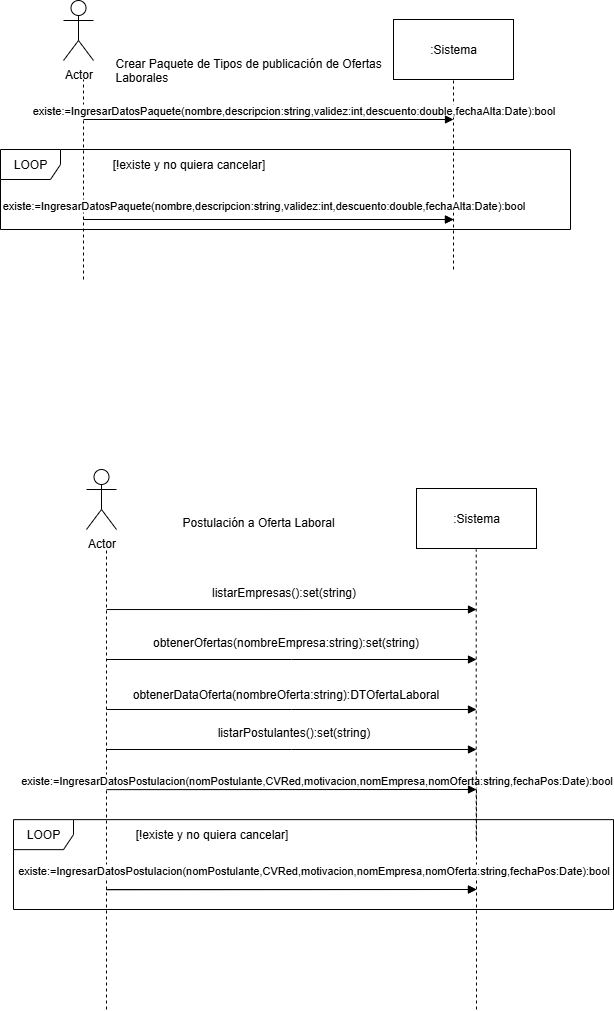 Actor
Crear Paquete de Tipos de publicación de Ofertas
Laborales
:Sistema
existe:=IngresarDatosPaquete(nombre,descripcion:string,validez:int,descuento:double,fechaAlta:Date):bool
LOOP
[!existe y no quiera cancelar]
existe:=IngresarDatosPaquete(nombre,descripcion:string,validez:int,descuento:double,fechaAlta:Date):bool
Actor
Postulación a Oferta Laboral
:Sistema
listarEmpresas():set(string)
obtenerOfertas(nombreEmpresa:string):set(string)
obtenerDataOferta(nombreOferta:string):DTOfertaLaboral
listarPostulantes():set(string)
existe:=IngresarDatosPostulacion(nomPostulante,CVRed,motivacion,nomEmpresa,nomOferta:string,fechaPos:Date):bool
LOOP
[!existe y no quiera cancelar]
existe:=IngresarDatosPostulacion(nomPostulante,CVRed,motivacion,nomEmpresa,nomOferta:string,fechaPos:Date):bool